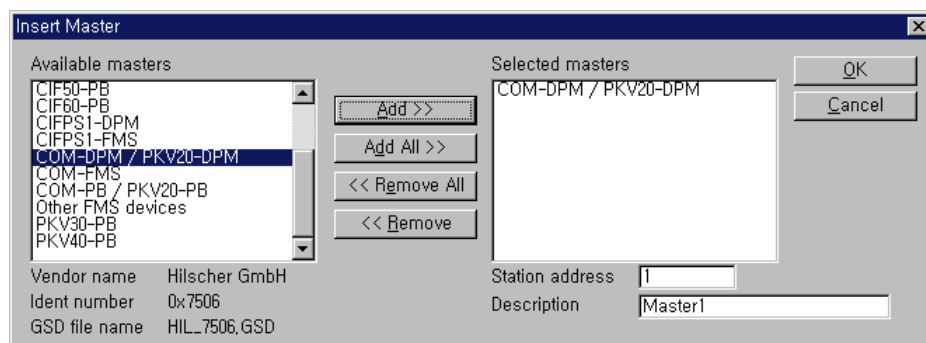 Insert Master
Available masters
CIF50-PB
CIF60-PB
CIFPS1-DPM
CIFPS1-FMS
COM-DPM / PKV20-DPM
COM-FMS
COM-PB / PKV20-PB
Other FMS devices
PKV30-PB
PKV40-PB
Add >>
Add All >>
<< Remove All
<< Remove
Selected masters
COM-DPM / PKV20-DPM
OK
Cancel
Vendor name Hilscher GmbH
Ident number 0x7506
GSD file name HIL_7506.GSD
Station address 1
Description Master1